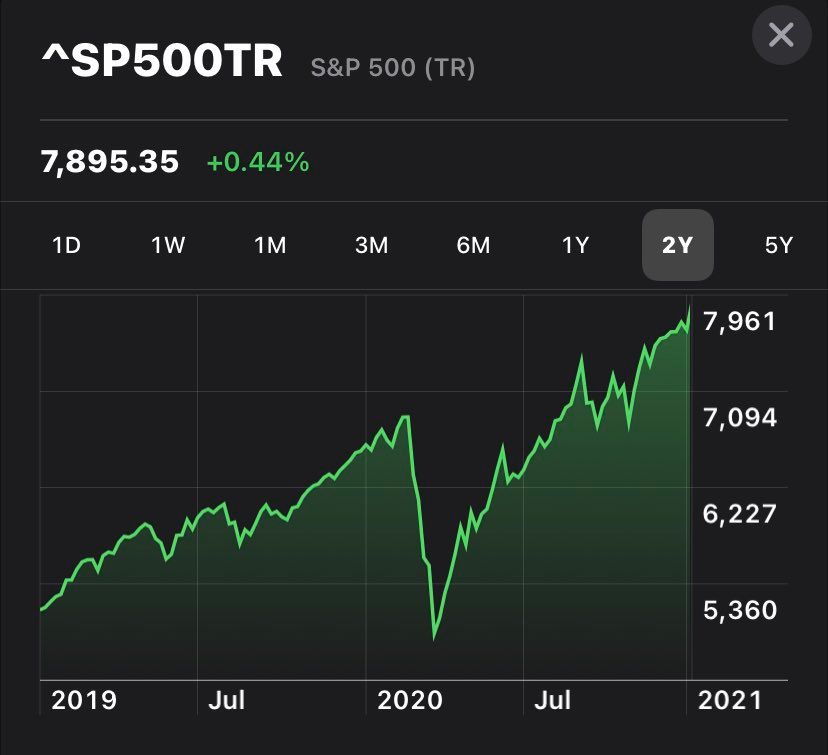 ^SP500TR S&P 500 (TR)
7,895.35 +0.44%
1D 1W 1M 3M 6M 1Y 2Y 5Y
7,961
7,094
6,227
5,360
2019 Jul 2020 Jul 2021